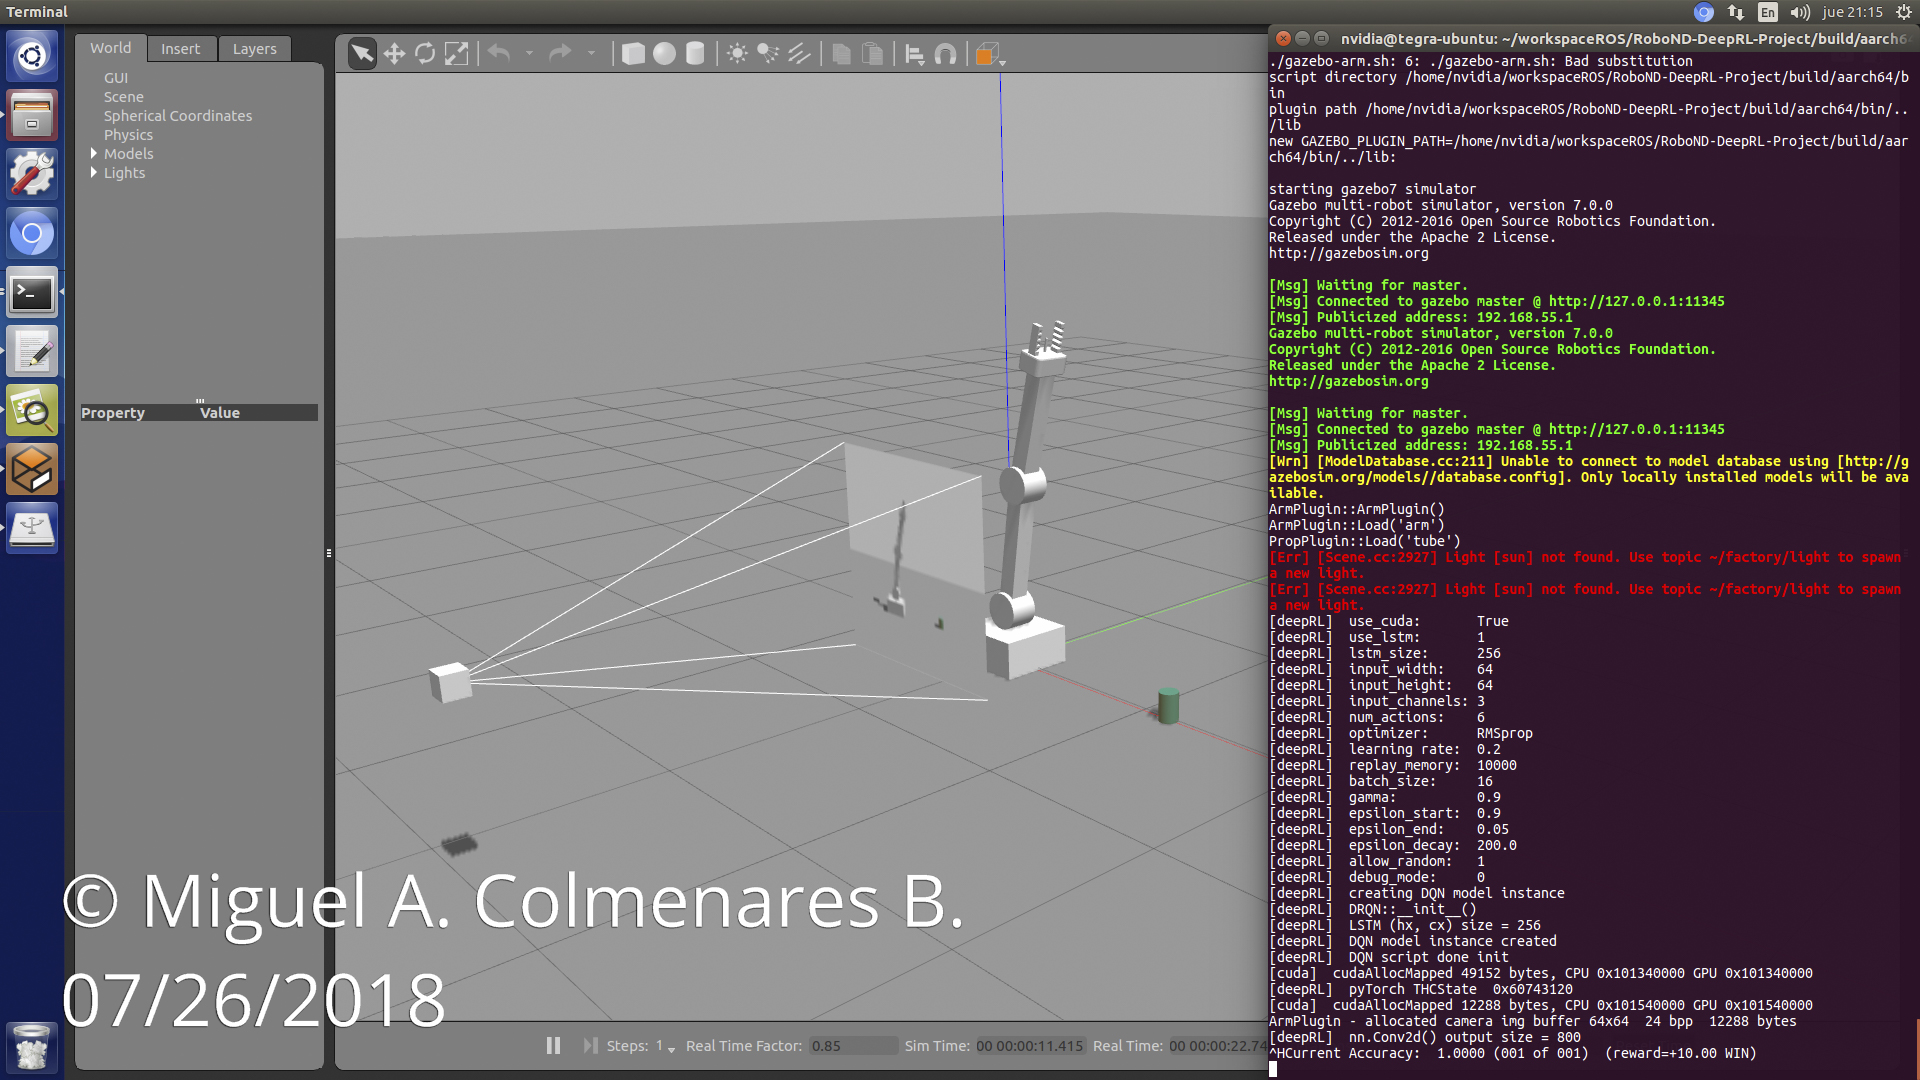 Terminal
En
jue 21:15
World
Insert
Layers
GUI
Scene
Spherical Coordinates
Physics
Models
Lights
Property Value
© Miguel A. Colmenares B.
07/26/2018
Steps: 1
Real Time Factor: 0.85
Sim Time: 00 00:00:11.415
Real Time: 00 00:00:22.74
nvidia@tegra-ubuntu: ~/workspaceROS/RoboND-DeepRL-Project/build/aarch6
./gazebo-arm.sh: 6: ./gazebo-arm.sh: Bad substitution
script directory /home/nvidia/workspaceROS/RoboND-DeepRL-Project/build/aarch64/b
in
plugin path /home/nvidia/workspaceROS/RoboND-DeepRL-Project/build/aarch64/bin/..
/lib
new GAZEBO_PLUGIN_PATH=/home/nvidia/workspaceROS/RoboND-DeepRL-Project/build/aar
ch64/bin/../lib:
starting gazebo7 simulator
Gazebo multi-robot simulator, version 7.0.0
Copyright (C) 2012-2016 Open Source Robotics Foundation.
Released under the Apache 2 License.
http://gazebosim.org
[Msg] Waiting for master.
[Msg] Connected to gazebo master @ http://127.0.0.1:11345
[Msg] Publicized address: 192.168.55.1
Gazebo multi-robot simulator, version 7.0.0
Copyright (C) 2012-2016 Open Source Robotics Foundation.
Released under the Apache 2 License.
http://gazebosim.org
[Msg] Waiting for master.
[Msg] Connected to gazebo master @ http://127.0.0.1:11345
[Msg] Publicized address: 192.168.55.1
[Wrn] [ModelDatabase.cc:211] Unable to connect to model database using [http://g
azebosim.org/models//database.config]. Only locally installed models will be ava
ilable.
ArmPlugin::ArmPlugin()
ArmPlugin::Load('arm')
PropPlugin::Load('tube')
[Err] [Scene.cc:2927] Light [sun] not found. Use topic ~/factory/light to spawn
a new light.
[Err] [Scene.cc:2927] Light [sun] not found. Use topic ~/factory/light to spawn
a new light.
[deepRL] use_cuda: True
[deepRL] use_lstm: 1
[deepRL] lstm_size: 256
[deepRL] input_width: 64
[deepRL] input_height: 64
[deepRL] input_channels: 3
[deepRL] num_actions: 6
[deepRL] optimizer: RMSprop
[deepRL] learning rate: 0.2
[deepRL] replay_memory: 10000
[deepRL] batch_size: 16
[deepRL] gamma: 0.9
[deepRL] epsilon_start: 0.9
[deepRL] epsilon_end: 0.05
[deepRL] epsilon_decay: 200.0
[deepRL] allow_random: 1
[deepRL] debug_mode: 0
[deepRL] creating DQN model instance
[deepRL] DRQN::__init__()
[deepRL] LSTM (hx, cx) size = 256
[deepRL] DQN model instance created
[deepRL] DQN script done init
[cuda] cudaAllocMapped 49152 bytes, CPU 0x101340000 GPU 0x101340000
[deepRL] pyTorch THCState 0x60743120
[cuda] cudaAllocMapped 12288 bytes, CPU 0x101540000 GPU 0x101540000
ArmPlugin - allocated camera img buffer 64x64 24 bpp 12288 bytes
[deepRL] nn.Conv2d() output size = 800
^HCurrent Accuracy: 1.0000 (001 of 001) (reward=+10.00 WIN)